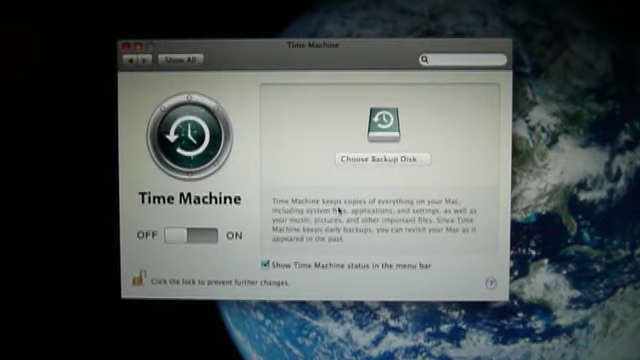 Time Machine
Show All
Choose Backup Disk...
Time Machine
Time Machine keeps copies of everything on your Mac,
including system files, applications, and settings, as well as
your music, pictures, and other important files. Since Time
Machine keeps daily backups, you can revisit your Mac as it
appeared in the past.
OFF ON
Show Time Machine status in the menu bar
Click the lock to prevent further changes.
?